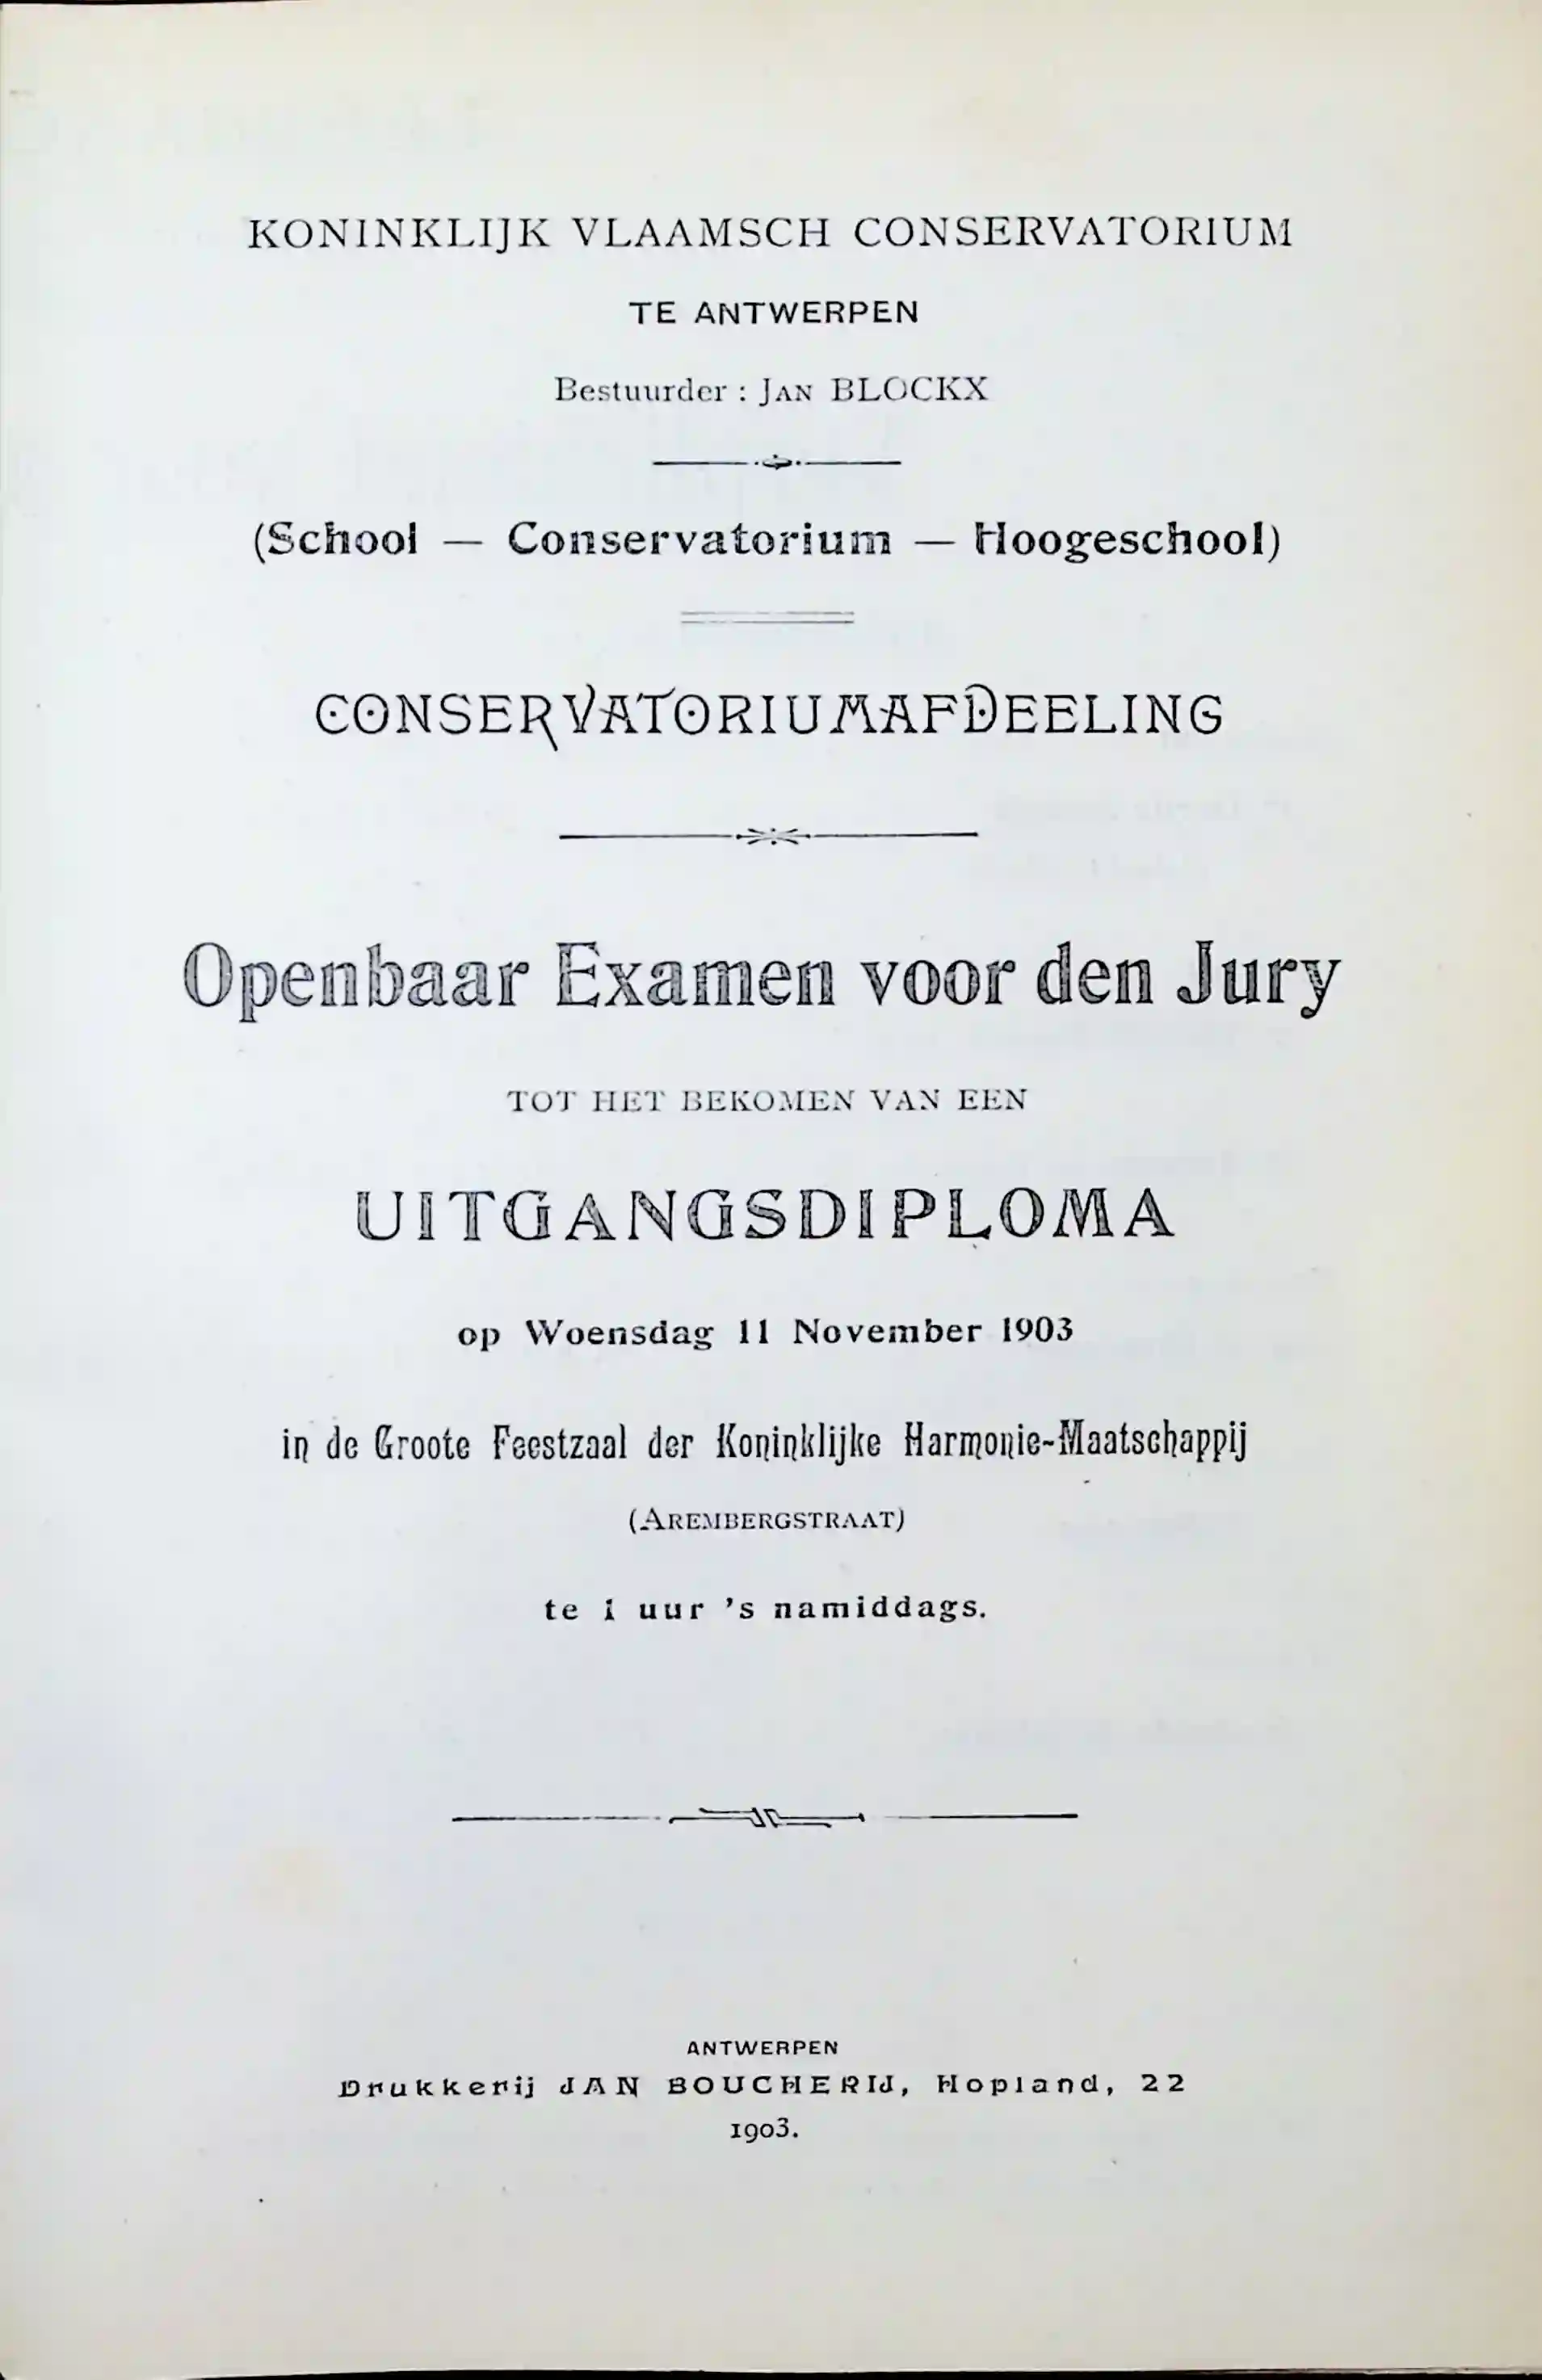 KONINKLIJK VLAAMSCH CONSERVATORIUM
TE ANTWERPEN
Bestuurder : JAN BLOCKX
(School — Conservatorium — Hoogeschool)
CONSERVATORIUMAFDEELING
Openbaar Examen voor den Jury
TOT HET BEKOMEN VAN EEN
UITGANGSDIPLOMA
op Woensdag 11 November 1903
in de Groote Feestzaal der Koninklijke Harmonie-Maatschappij
(AREMBERGSTRAAT)
te 1 uur 's namiddags.
ANTWERPEN
Drukkerij JAN BOUCHERIJ, Hopland, 22
1903.